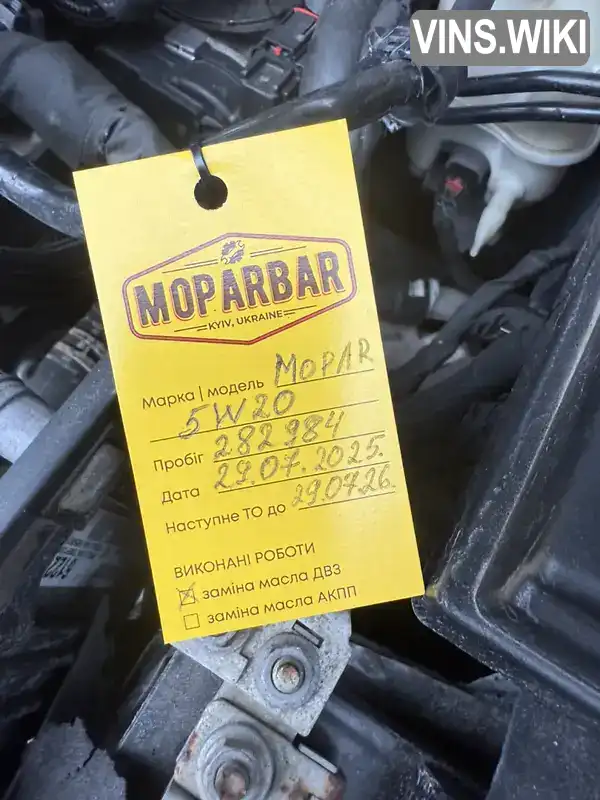 VINS.WIKI
MOPARBAR
KYIV, UKRAINE
Марка | модель MOPAR
5W20
Пробіг 282984
Дата 29.07.2025.
Наступне ТО до 29.07.26.
ВИКОНАНІ РОБОТИ
заміна масла ДВЗ
заміна масла АКПП